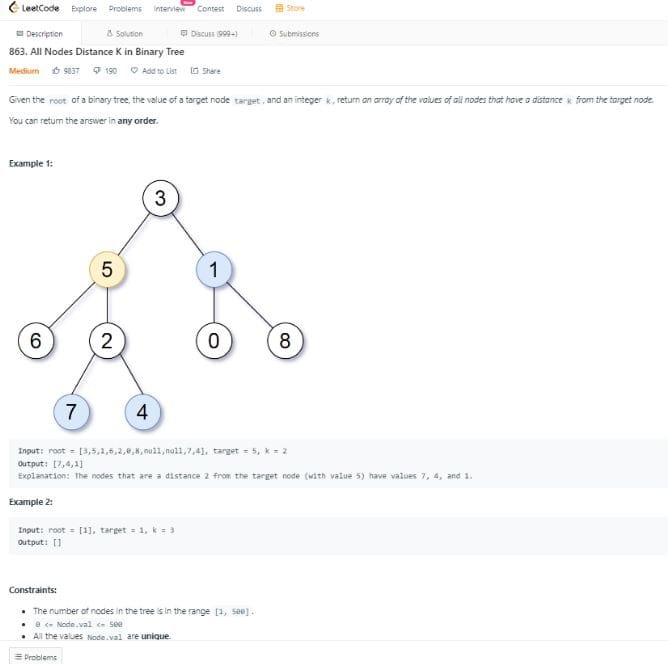 LeetCode Explore Problems Interview New Contest Discuss Store
Description Solution Discuss (999+) Submissions
863. All Nodes Distance K in Binary Tree
Medium 9837 190 Add to List Share
Given the root of a binary tree, the value of a target node target, and an integer k, return an array of the values of all nodes that have a distance k from the target node.
You can return the answer in any order.
Example 1:
3
5 1
6 2 0 8
7 4
Input: root = [3,5,1,6,2,0,8,null,null,7,4], target = 5, k = 2
Output: [7,4,1]
Explanation: The nodes that are a distance 2 from the target node (with value 5) have values 7, 4, and 1.
Example 2:
Input: root = [1], target = 1, k = 3
Output: []
Constraints:
• The number of nodes in the tree is in the range [1, 500].
• 0 <= Node.val <= 500
• All the values Node.val are unique.
Problems